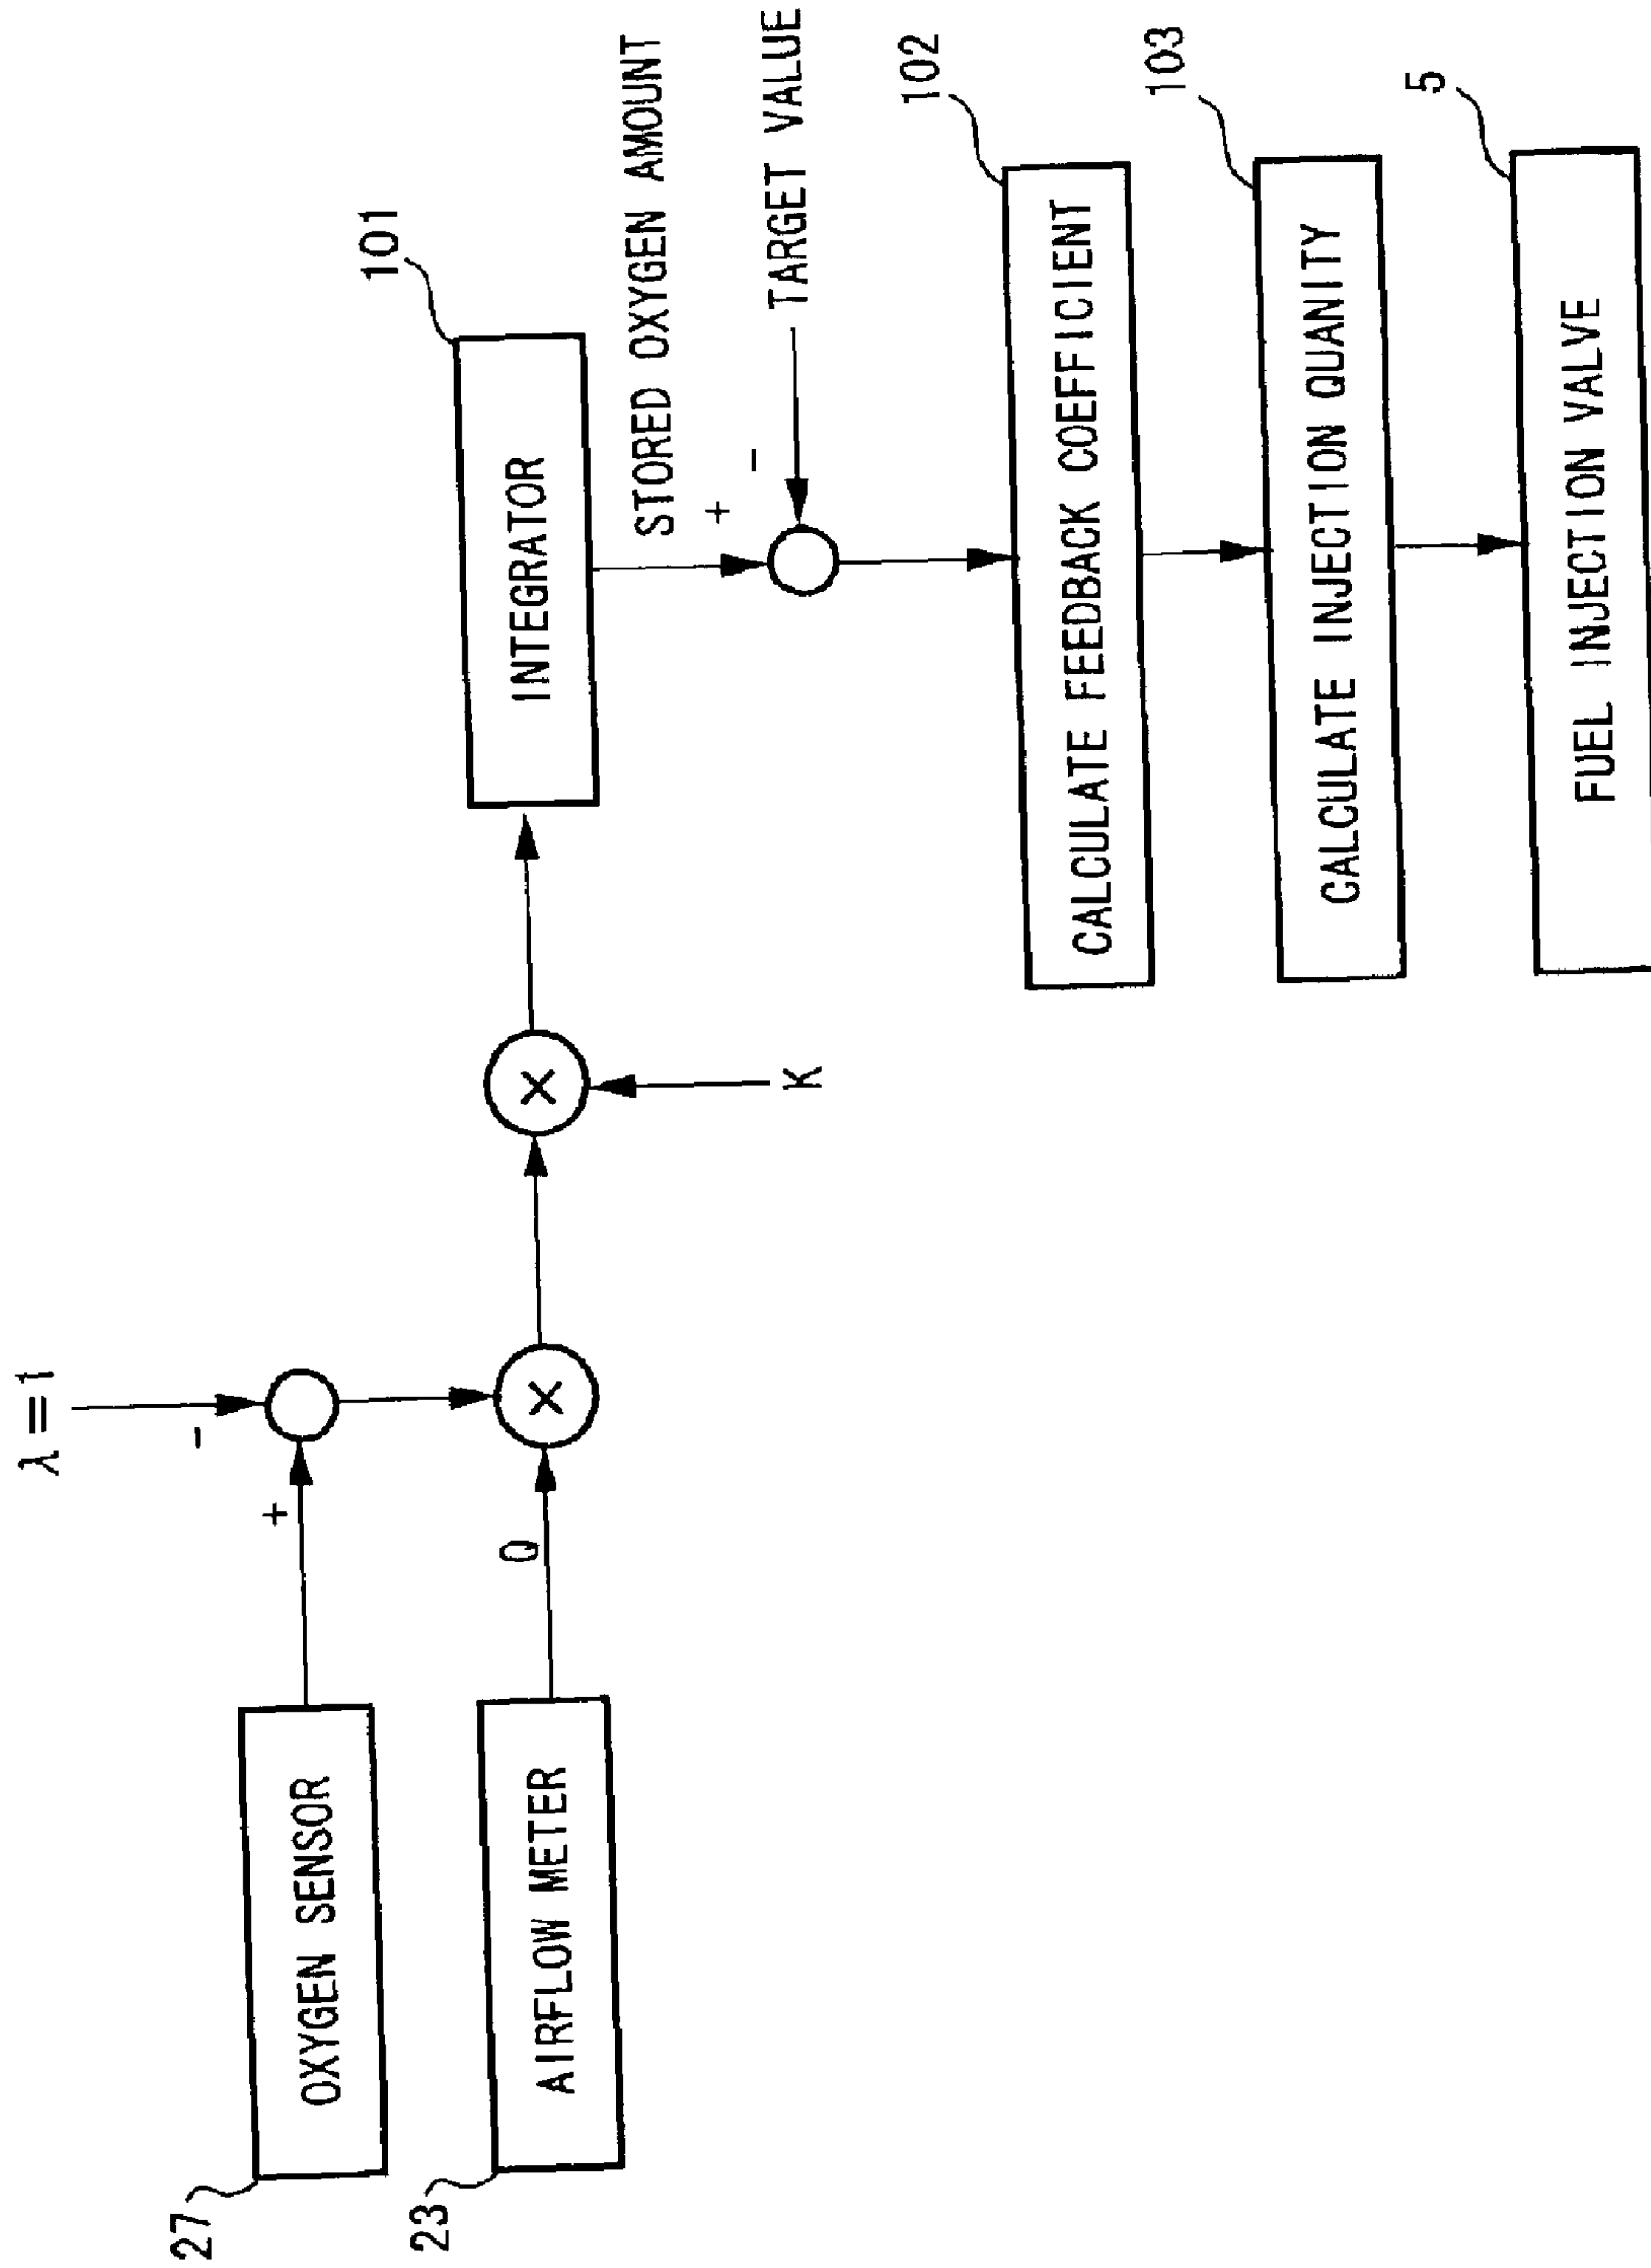 λ=1
-
27
OXYGEN SENSOR
+
23
AIRFLOW METER
Q
×
×
K
101
INTEGRATOR
STORED OXYGEN AMOUNT
+
-
TARGET VALUE
102
CALCULATE FEEDBACK COEFFICIENT
103
CALCULATE INJECTION QUANITY
5
FUEL INJECTION VALVE